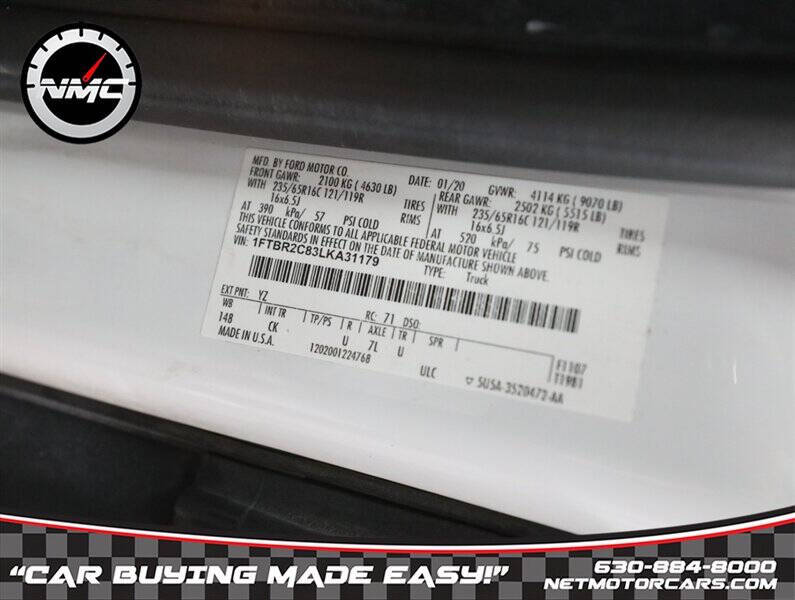 NMC
MFD. BY FORD MOTOR CO.
DATE: 01/20 GVWR: 4114 KG ( 9070 LB)
FRONT GAWR: 2100 KG ( 4630 LB) REAR GAWR: 2502 KG ( 5515 LB)
WITH 235/65R16C 121/119R TIRES WITH 235/65R16C 121/119R TIRES
16x6.5J RIMS 16x6.5J RIMS
AT 390 kPa/ 57 PSI COLD AT 520 kPa/ 75 PSI COLD
THIS VEHICLE CONFORMS TO ALL APPLICABLE FEDERAL MOTOR VEHICLE
SAFETY STANDARDS IN EFFECT ON THE DATE OF MANUFACTURE SHOWN ABOVE.
VIN: 1FTBR2C83LKA31179
TYPE: Truck
EXT PNT: YZ RC: 71 DSO:
WB INT TR TP/PS R AXLE TR SPR
148 CK U 7L U
F1107
T1981
MADE IN U.S.A. 1202001224768 ULC
5USA-3520472-AA
"CAR BUYING MADE EASY!"
630-884-8000
NETMOTORCARS.COM